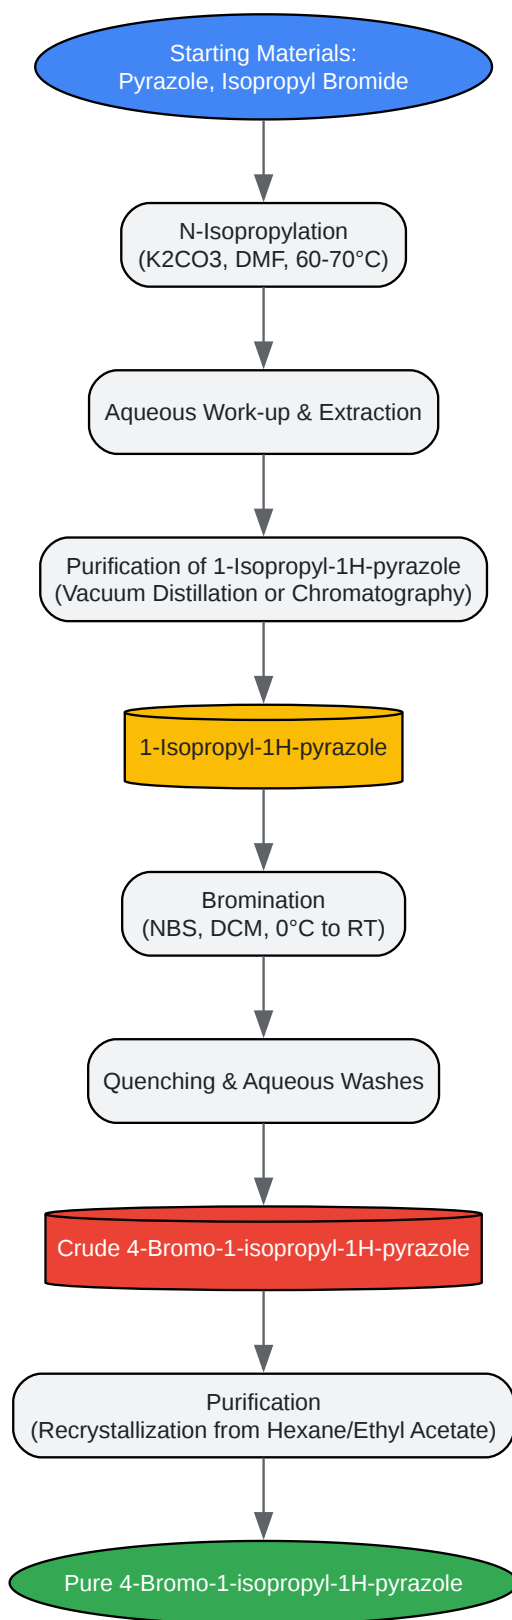 Starting Materials:
Pyrazole, Isopropyl Bromide
N-Isopropylation
(K2CO3, DMF, 60-70°C)
Aqueous Work-up & Extraction
Purification of 1-Isopropyl-1H-pyrazole
(Vacuum Distillation or Chromatography)
1-Isopropyl-1H-pyrazole
Bromination
(NBS, DCM, 0°C to RT)
Quenching & Aqueous Washes
Crude 4-Bromo-1-isopropyl-1H-pyrazole
Purification
(Recrystallization from Hexane/Ethyl Acetate)
Pure 4-Bromo-1-isopropyl-1H-pyrazole